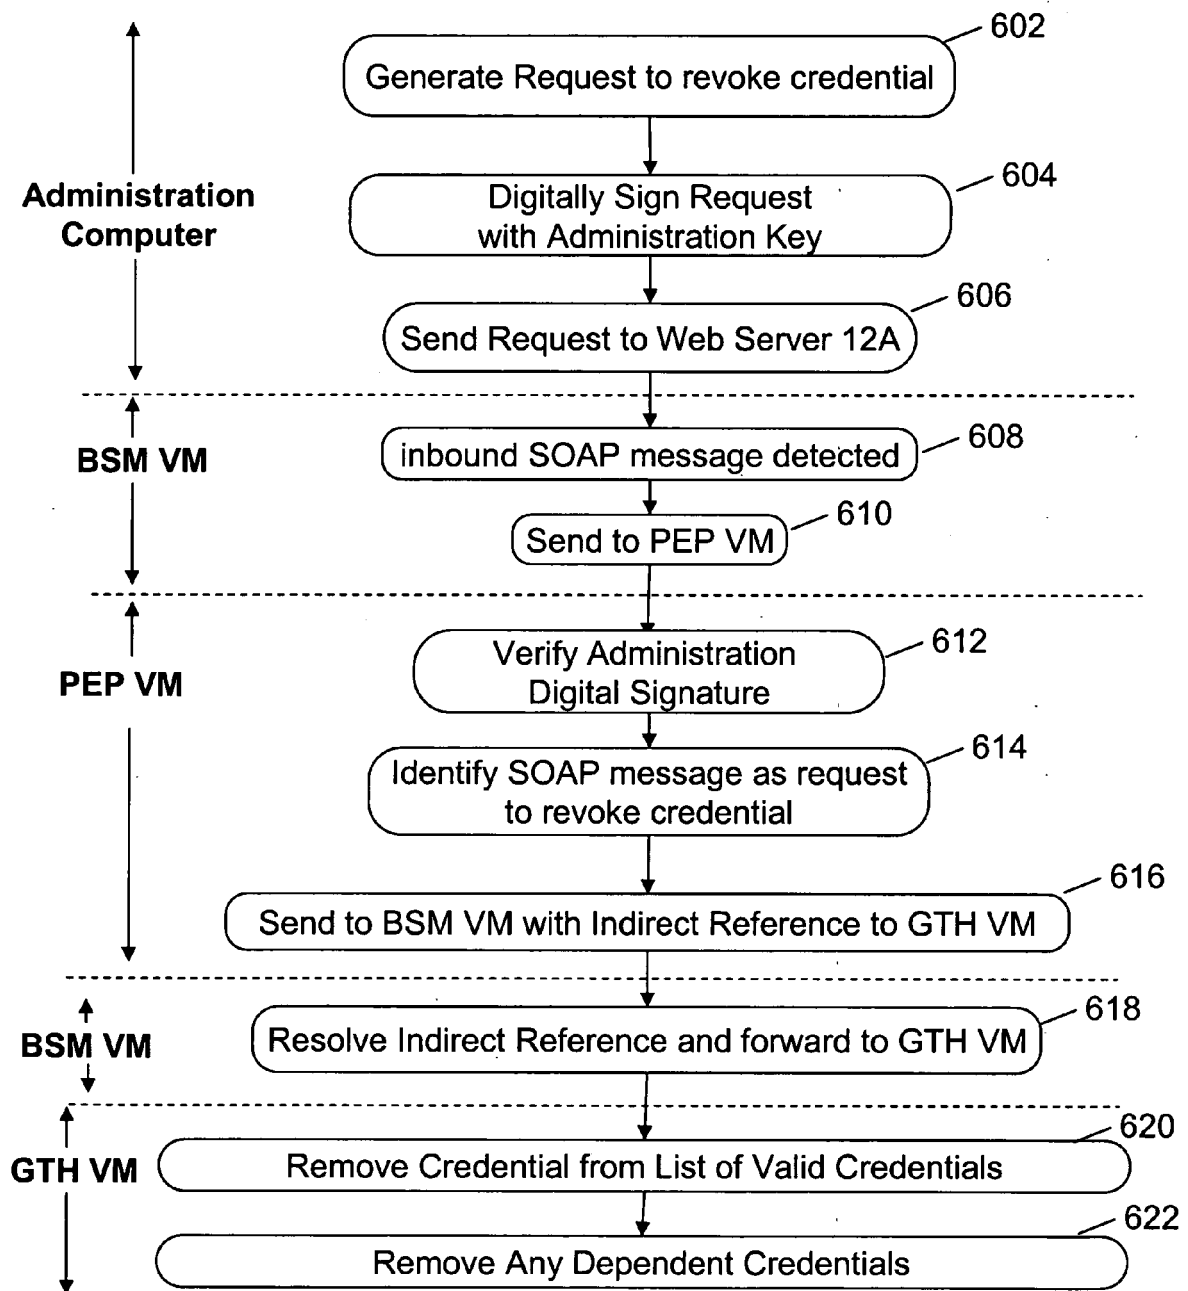 602
Generate Request to revoke credential
604
Digitally Sign Request
with Administration Key
Administration
Computer
606
Send Request to Web Server 12A
608
inbound SOAP message detected
BSM VM
610
Send to PEP VM
612
Verify Administration
Digital Signature
PEP VM
614
Identify SOAP message as request
to revoke credential
616
Send to BSM VM with Indirect Reference to GTH VM
618
Resolve Indirect Reference and forward to GTH VM
BSM VM
620
Remove Credential from List of Valid Credentials
GTH VM
622
Remove Any Dependent Credentials